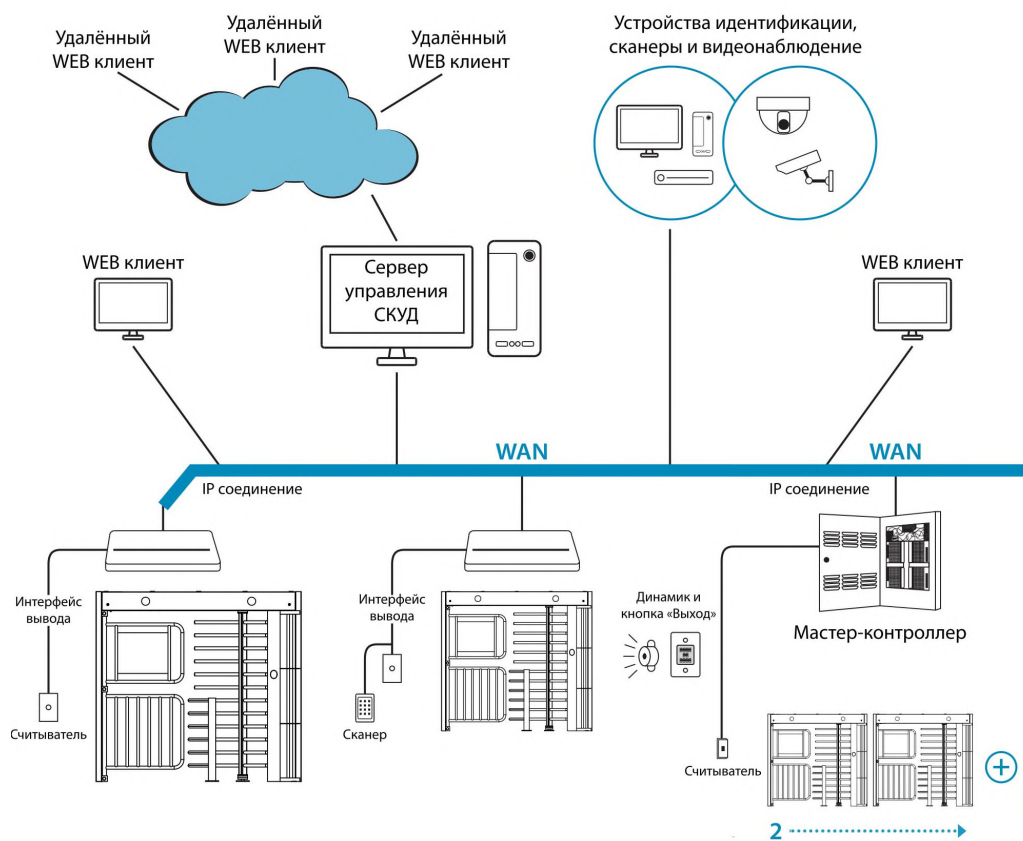 Удалённый
WEB клиент
Удалённый
WEB клиент
Удалённый
WEB клиент
Устройства идентификации,
сканеры и видеонаблюдение
WEB клиент
Сервер
управления
СКУД
WEB клиент
WAN
WAN
IP соединение
IP соединение
Интерфейс
вывода
Интерфейс
вывода
Динамик и
кнопка «Выход»
Мастер-контроллер
Считыватель
Сканер
Считыватель
2